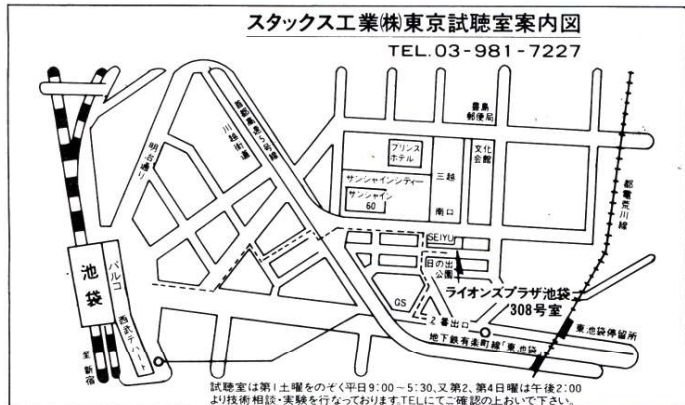 スタックス工業㈱東京試聴室案内図
TEL.03-981-7227
豊島
郵便局
首都高速5号線
川越街道
明治通り
プリンス
ホテル
文化
会館
三越
サンシャインシティー
サンシャイン
60
南口
都電荒川線
SEIYU
日の出
公園
池袋
パルコ
西武デパート
ライオンズプラザ池袋
308号室
GS
2番出口
地下鉄有楽町線「東池袋」
東池袋停留所
至新宿
試聴室は第1土曜をのぞく平日9:00~5:30、又第2、第4日曜は午後2:00
より技術相談・実験を行なっております。TELにてご確認の上おいで下さい。